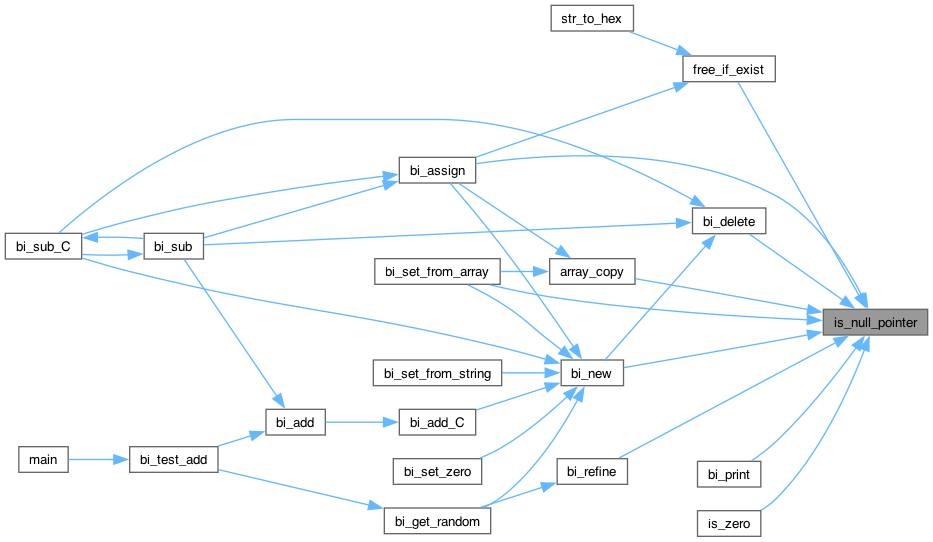 str_to_hex
free_if_exist
bi_assign
bi_delete
bi_sub_C
bi_sub
bi_set_from_array
array_copy
is_null_pointer
bi_set_from_string
bi_new
bi_add
bi_add_C
main
bi_test_add
bi_set_zero
bi_refine
bi_print
bi_get_random
is_zero